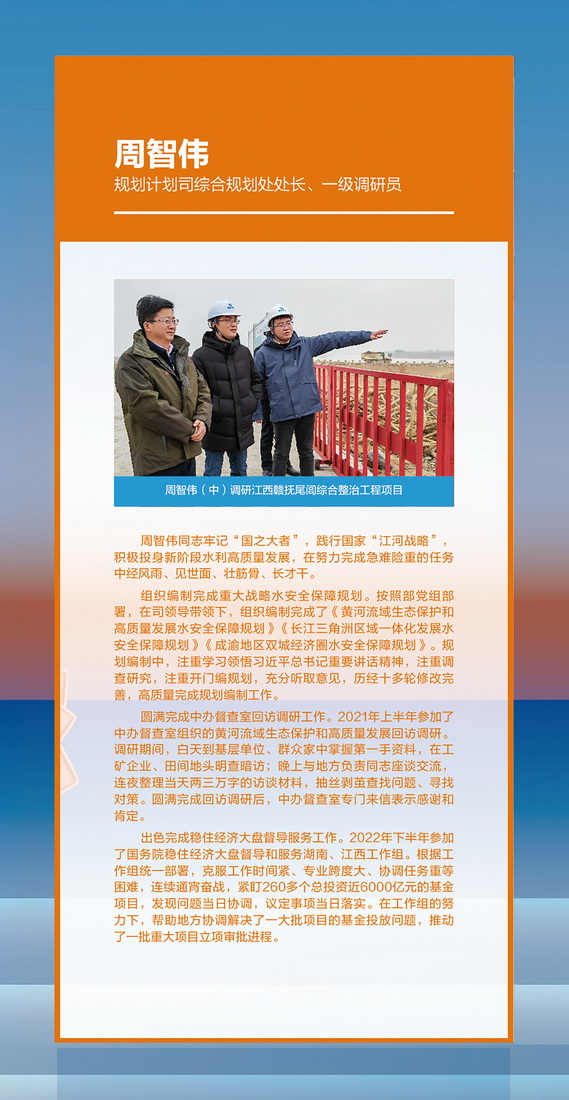 周智伟
规划计划司综合规划处处长、一级调研员
周智伟（中）调研江西赣抚尾闾综合整治工程项目
周智伟同志牢记“国之大者”，践行国家“江河战略”，
积极投身新阶段水利高质量发展，在努力完成急难险重的任务
中经风雨、见世面、壮筋骨、长才干。
组织编制完成重大战略水安全保障规划。按照部党组部
署，在司领导带领下，组织编制完成了《黄河流域生态保护和
高质量发展水安全保障规划》《长江三角洲区域一体化发展水
安全保障规划》《成渝地区双城经济圈水安全保障规划》。规
划编制中，注重学习领悟习近平总书记重要讲话精神，注重调
查研究，注重开门编规划，充分听取意见，历经十多轮修改完
善，高质量完成规划编制工作。
圆满完成中办督查室回访调研工作。2021年上半年参加了
中办督查室组织的黄河流域生态保护和高质量发展回访调研。
调研期间，白天到基层单位、群众家中掌握第一手资料，在工
矿企业、田间地头明查暗访；晚上与地方负责同志座谈交流，
连夜整理当天两三万字的访谈材料，抽丝剥茧查找问题、寻找
对策。圆满完成回访调研后，中办督查室专门来信表示感谢和
肯定。
出色完成稳住经济大盘督导服务工作。2022年下半年参加
了国务院稳住经济大盘督导和服务湖南、江西工作组。根据工
作组统一部署，克服工作时间紧、专业跨度大、协调任务重等
困难，连续通宵奋战，紧盯260多个总投资近6000亿元的基金
项目，发现问题当日协调，议定事项当日落实。在工作组的努
力下，帮助地方协调解决了一大批项目的基金投放问题，推动
了一批重大项目立项审批进程。